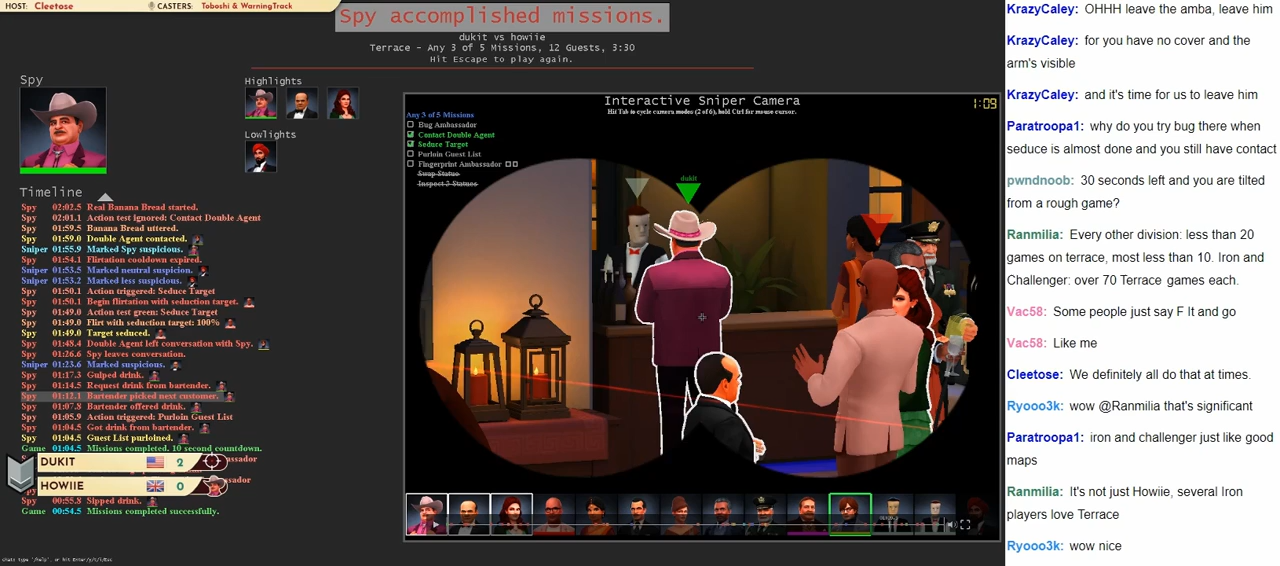 HOST: Cleetose
CASTERS: Toboshi & WarningTrack
Spy accomplished missions.
dukit vs howiie
Terrace - Any 3 of 5 Missions, 12 Guests, 3:30
Hit Escape to play again.
Spy
Highlights
Lowlights
Timeline
Spy 02:02.5 Real Banana Bread started.
Spy 02:01.1 Action test ignored: Contact Double Agent
Spy 01:59.5 Banana Bread uttered.
Spy 01:59.0 Double Agent contacted.
Sniper 01:55.9 Marked Spy suspicious.
Spy 01:54.1 Flirtation cooldown expired.
Sniper 01:53.5 Marked neutral suspicion.
Sniper 01:53.2 Marked less suspicious.
Spy 01:50.1 Action triggered: Seduce Target
Spy 01:50.1 Begin flirtation with seduction target.
Spy 01:49.0 Action test green: Seduce Target
Spy 01:49.0 Flirt with seduction target: 100%
Spy 01:49.0 Target seduced.
Spy 01:48.4 Double Agent left conversation with Spy.
Spy 01:26.6 Spy leaves conversation.
Sniper 01:23.6 Marked suspicious.
Spy 01:17.3 Gulped drink.
Spy 01:14.5 Request drink from bartender.
Spy 01:12.1 Bartender picked next customer.
Spy 01:07.8 Bartender offered drink.
Spy 01:05.9 Action triggered: Purloin Guest List
Spy 01:04.5 Got drink from bartender.
Spy 01:04.5 Guest List purloined.
Game 01:04.5 Missions completed. 10 second countdown.
DUKIT 2
HOWIIE 0
Spy 00:55.8 Sipped drink.
Game 00:54.5 Missions completed successfully.
Interactive Sniper Camera
Hit Tab to cycle camera modes (2 of 6), hold Ctrl for mouse cursor.
1:09
Any 3 of 5 Missions
Bug Ambassador
Contact Double Agent
Seduce Target
Purloin Guest List
Fingerprint Ambassador
Swap Statue
Inspect 3 Statues
dukit
KrazyCaley: OHHH leave the amba, leave him
KrazyCaley: for you have no cover and the
arm's visible
KrazyCaley: and it's time for us to leave him
Paratroopa1: why do you try bug there when
seduce is almost done and you still have contact
pwndnoob: 30 seconds left and you are tilted
from a rough game?
Ranmilia: Every other division: less than 20
games on terrace, most less than 10. Iron and
Challenger: over 70 Terrace games each.
Vac58: Some people just say F It and go
Vac58: Like me
Cleetose: We definitely all do that at times.
Ryooo3k: wow @Ranmilia that's significant
Paratroopa1: iron and challenger just like good
maps
Ranmilia: It's not just Howiie, several Iron
players love Terrace
Ryooo3k: wow nice